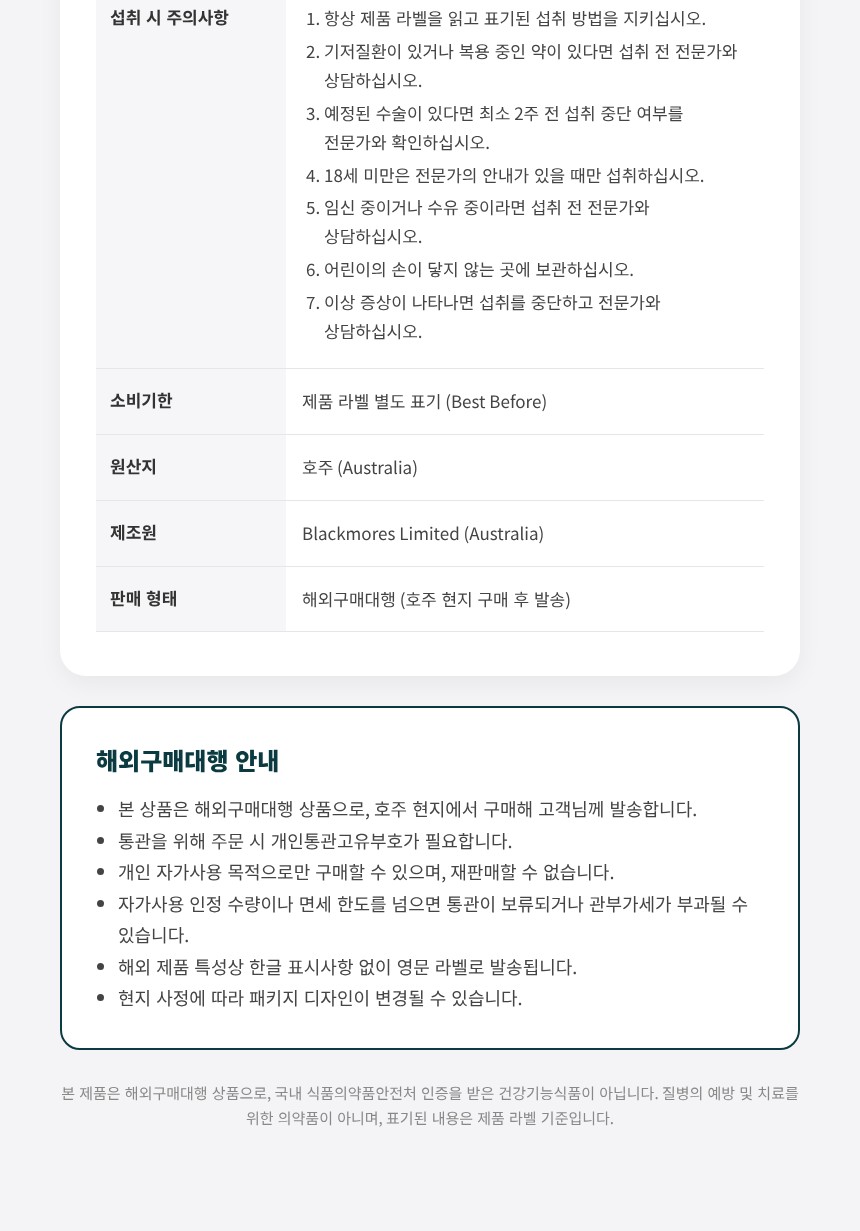 섭취 시 주의사항
1. 항상 제품 라벨을 읽고 표기된 섭취 방법을 지키십시오.
2. 기저질환이 있거나 복용 중인 약이 있다면 섭취 전 전문가와
상담하십시오.
3. 예정된 수술이 있다면 최소 2주 전 섭취 중단 여부를
전문가와 확인하십시오.
4. 18세 미만은 전문가의 안내가 있을 때만 섭취하십시오.
5. 임신 중이거나 수유 중이라면 섭취 전 전문가와
상담하십시오.
6. 어린이의 손이 닿지 않는 곳에 보관하십시오.
7. 이상 증상이 나타나면 섭취를 중단하고 전문가와
상담하십시오.
소비기한
제품 라벨 별도 표기 (Best Before)
원산지
호주 (Australia)
제조원
Blackmores Limited (Australia)
판매 형태
해외구매대행 (호주 현지 구매 후 발송)
해외구매대행 안내
• 본 상품은 해외구매대행 상품으로, 호주 현지에서 구매해 고객님께 발송합니다.
• 통관을 위해 주문 시 개인통관고유부호가 필요합니다.
• 개인 자가사용 목적으로만 구매할 수 있으며, 재판매할 수 없습니다.
• 자가사용 인정 수량이나 면세 한도를 넘으면 통관이 보류되거나 관부가세가 부과될 수
있습니다.
• 해외 제품 특성상 한글 표시사항 없이 영문 라벨로 발송됩니다.
• 현지 사정에 따라 패키지 디자인이 변경될 수 있습니다.
본 제품은 해외구매대행 상품으로, 국내 식품의약품안전처 인증을 받은 건강기능식품이 아닙니다. 질병의 예방 및 치료를
위한 의약품이 아니며, 표기된 내용은 제품 라벨 기준입니다.